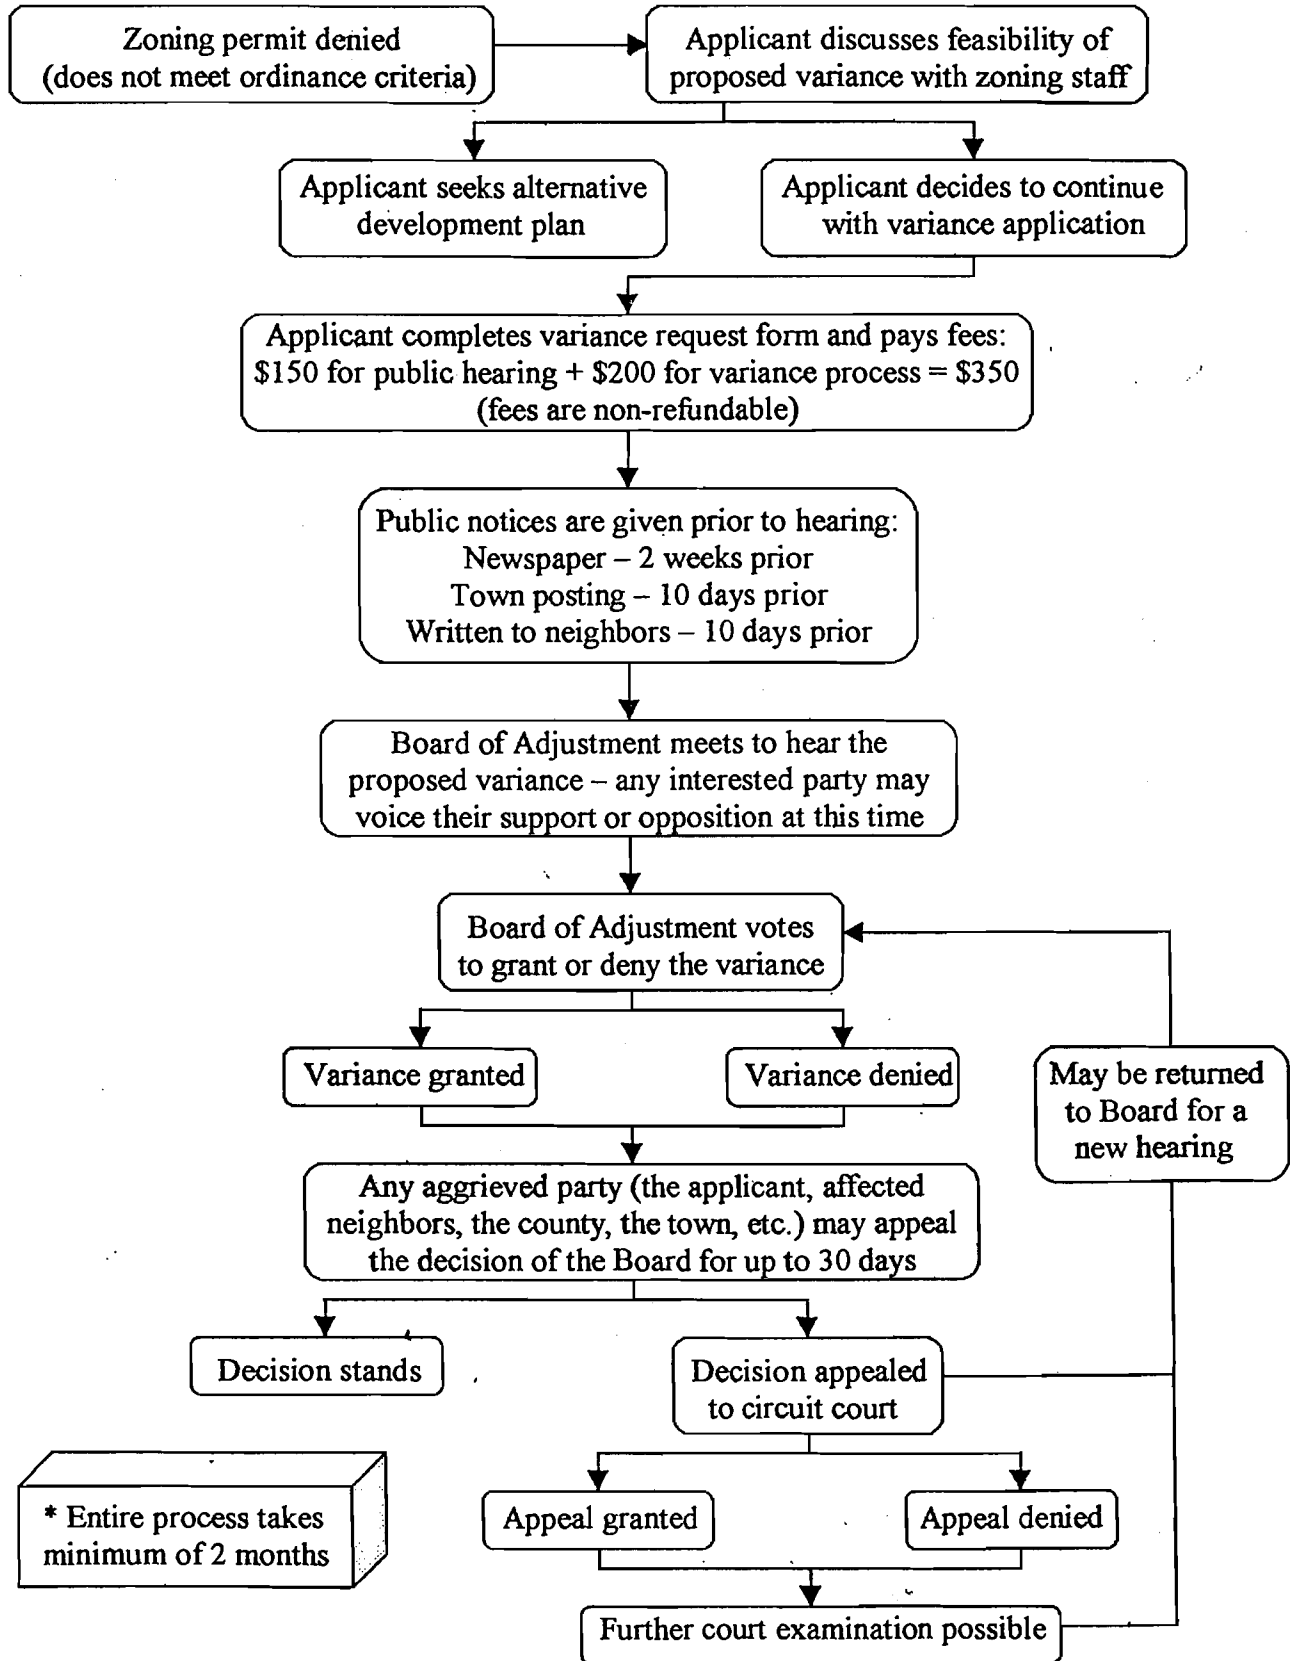 Zoning permit denied
(does not meet ordinance criteria)
Applicant discusses feasibility of
proposed variance with zoning staff
Applicant seeks alternative
development plan
Applicant decides to continue
with variance application
Applicant completes variance request form and pays fees:
$150 for public hearing + $200 for variance process = $350
(fees are non-refundable)
Public notices are given prior to hearing:
Newspaper – 2 weeks prior
Town posting – 10 days prior
Written to neighbors – 10 days prior
Board of Adjustment meets to hear the
proposed variance – any interested party may
voice their support or opposition at this time
Board of Adjustment votes
to grant or deny the variance
Variance granted
Variance denied
May be returned
to Board for a
new hearing
Any aggrieved party (the applicant, affected
neighbors, the county, the town, etc.) may appeal
the decision of the Board for up to 30 days
Decision stands
Decision appealed
to circuit court
* Entire process takes
minimum of 2 months
Appeal granted
Appeal denied
Further court examination possible